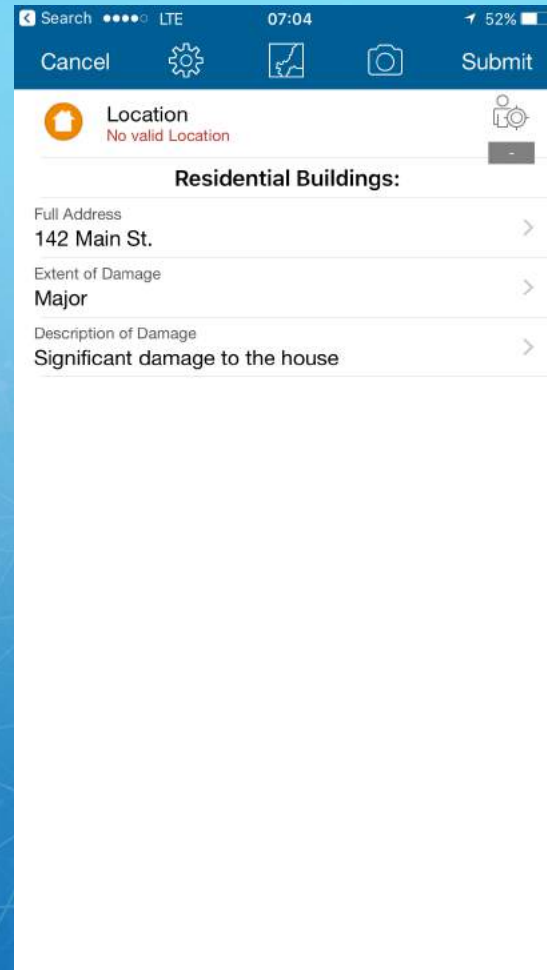 Search LTE 07:04 52%
Cancel Submit
Location
No valid Location
-
Residential Buildings:
Full Address
142 Main St.
Extent of Damage
Major
Description of Damage
Significant damage to the house